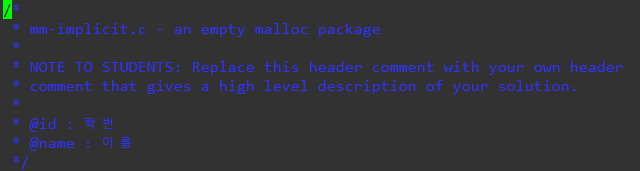 /*
* mm-implicit.c - an empty malloc package
*
* NOTE TO STUDENTS: Replace this header comment with your own header
* comment that gives a high level description of your solution.
*
* @id : 학번
* @name : 이름
*/